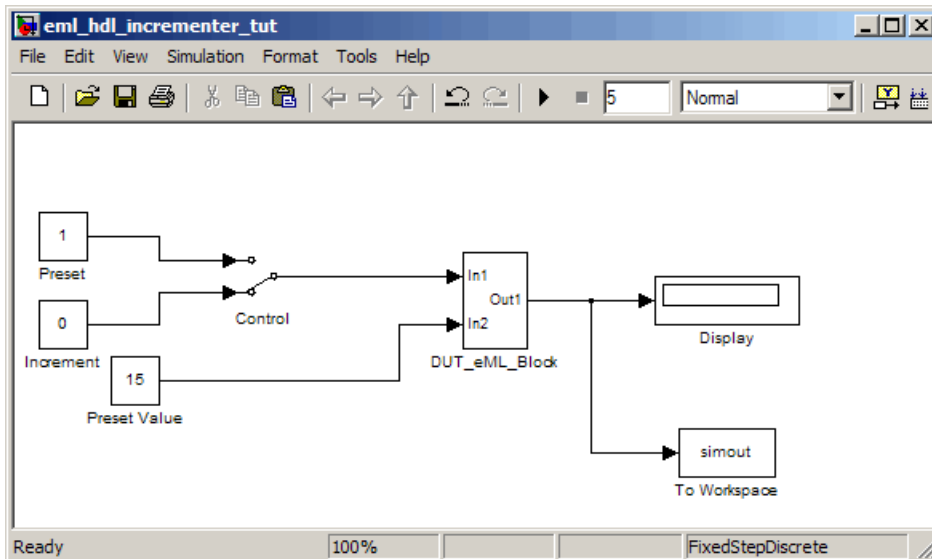 eml_hdl_incrementer_tut
File Edit View Simulation Format Tools Help
5 Normal
1
Preset
0
Increment
15
Preset Value
Control
In1
Out1
In2
DUT_eML_Block
Display
simout
To Workspace
Ready 100% FixedStepDiscrete